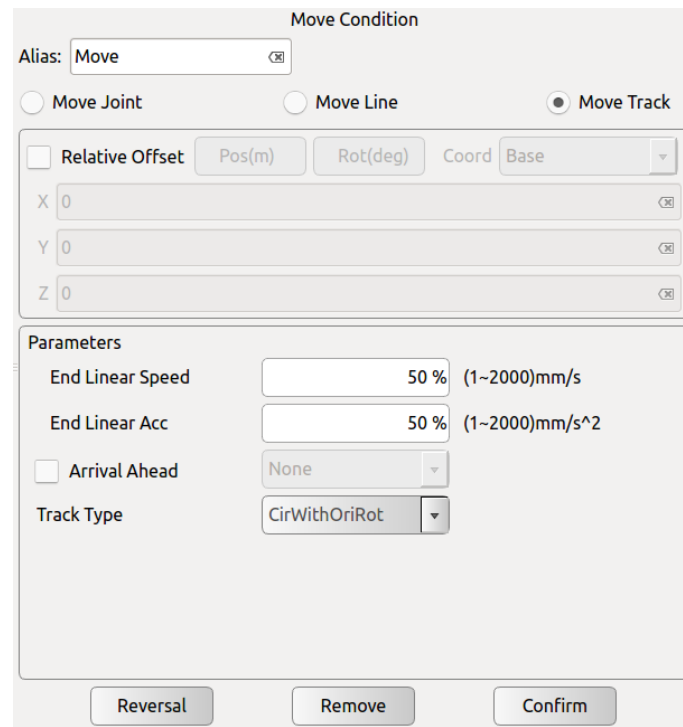 Move Condition
Alias: Move
Move Joint Move Line Move Track
Relative Offset Pos(m) Rot(deg) Coord Base
X 0
Y 0
Z 0
Parameters
End Linear Speed 50 % (1~2000)mm/s
End Linear Acc 50 % (1~2000)mm/s^2
Arrival Ahead None
Track Type CirWithOriRot
Reversal Remove Confirm